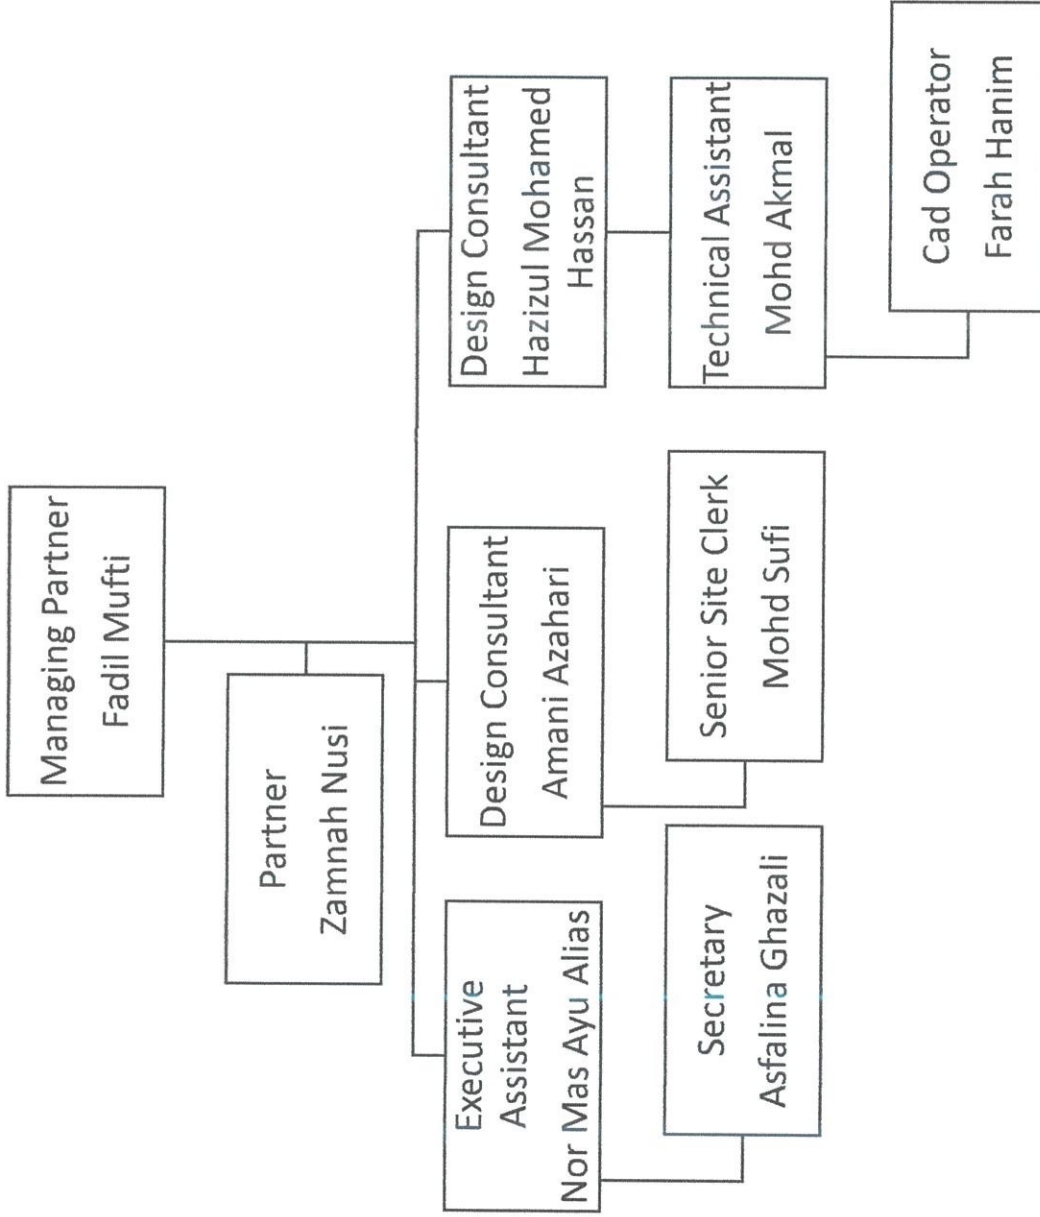 Managing Partner
Fadil Mufti
Partner
Zamnah Nusi
Executive
Assistant
Nor Mas Ayu Alias
Design Consultant
Amani Azahari
Design Consultant
Hazizul Mohamed
Hassan
Secretary
Asfalina Ghazali
Senior Site Clerk
Mohd Sufi
Technical Assistant
Mohd Akmal
Cad Operator
Farah Hanim